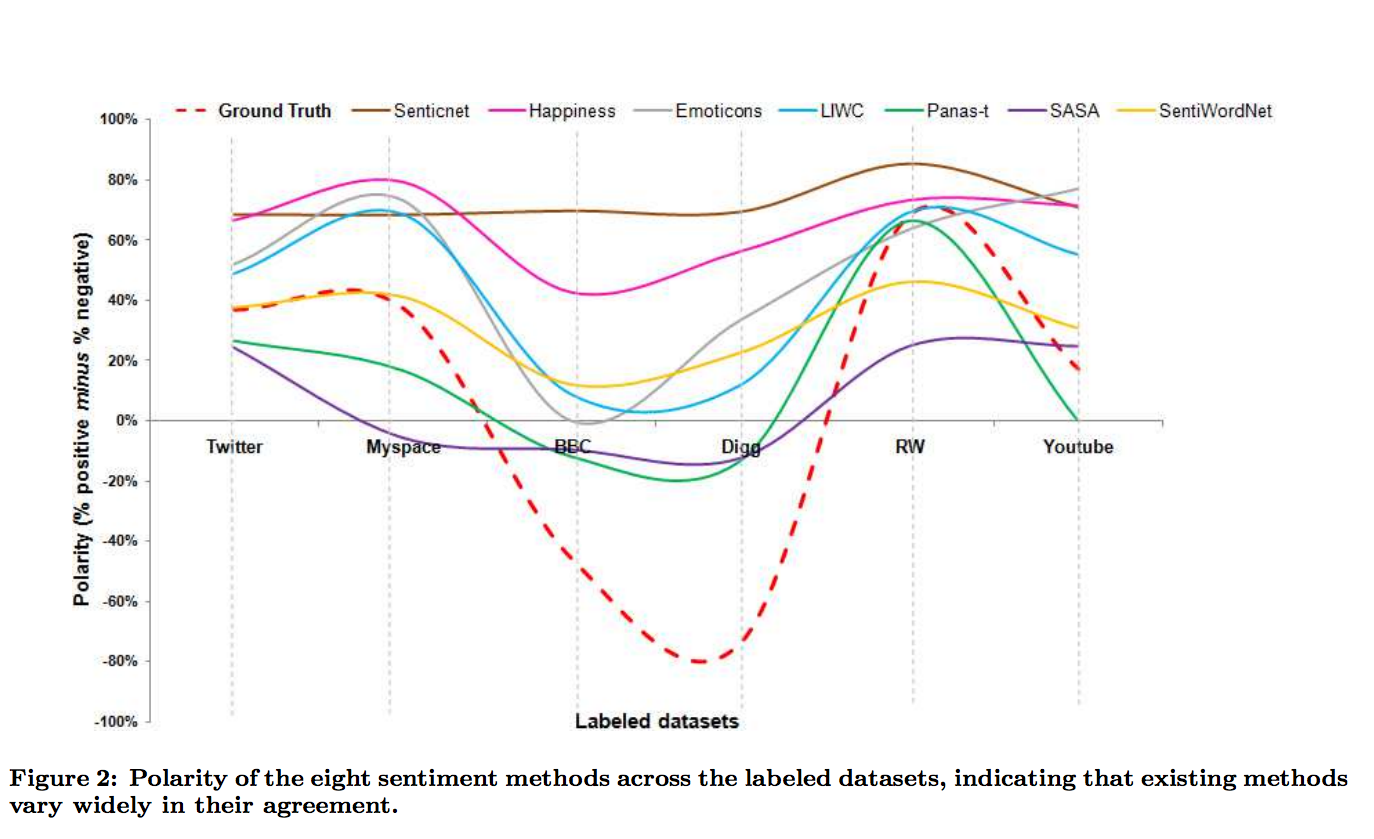 Ground Truth Senticnet Happiness Emoticons LIWC Panas-t SASA SentiWordNet
100%
80%
60%
40%
20%
0%
-20%
-40%
-60%
-80%
-100%
Polarity (% positive minus % negative)
Twitter Myspace BBC Digg RW Youtube
Labeled datasets
Figure 2: Polarity of the eight sentiment methods across the labeled datasets, indicating that existing methods
vary widely in their agreement.